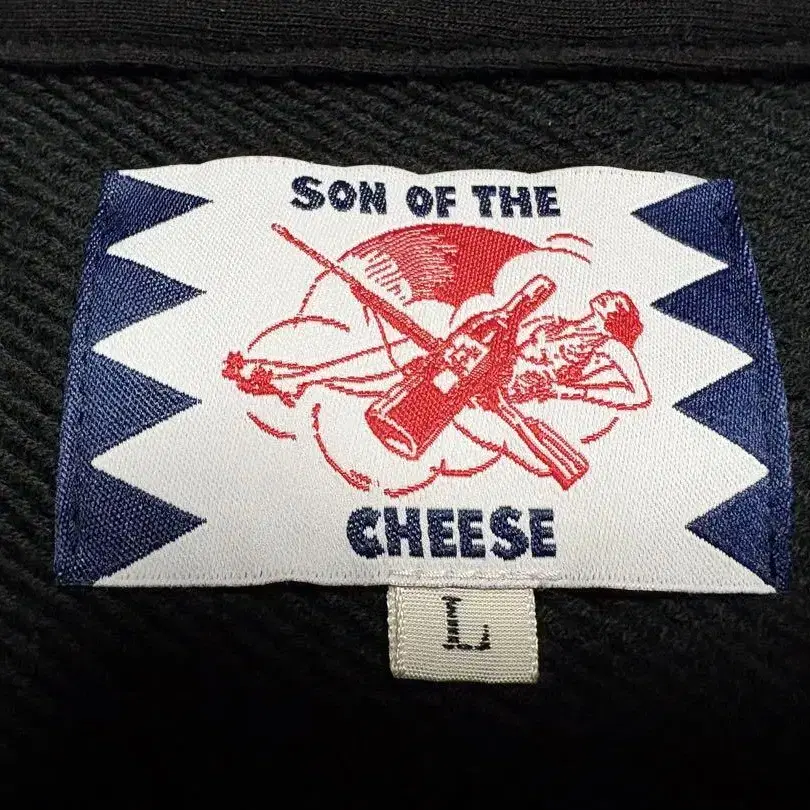 SON OF THE
CHEESE
L